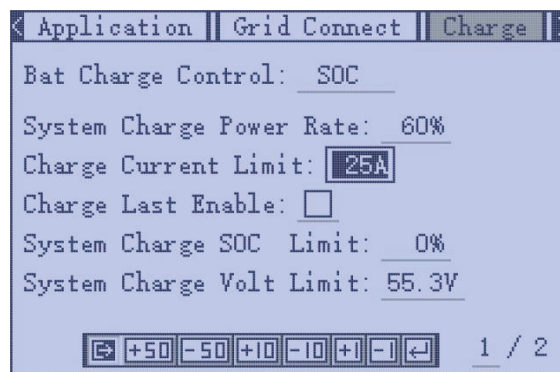 Application Grid Connect Charge
Bat Charge Control: SOC
System Charge Power Rate: 60%
Charge Current Limit: 25A
Charge Last Enable:
System Charge SOC Limit: 0%
System Charge Volt Limit: 55.3V
+50 -50 +10 -10 +1 -1 1 / 2